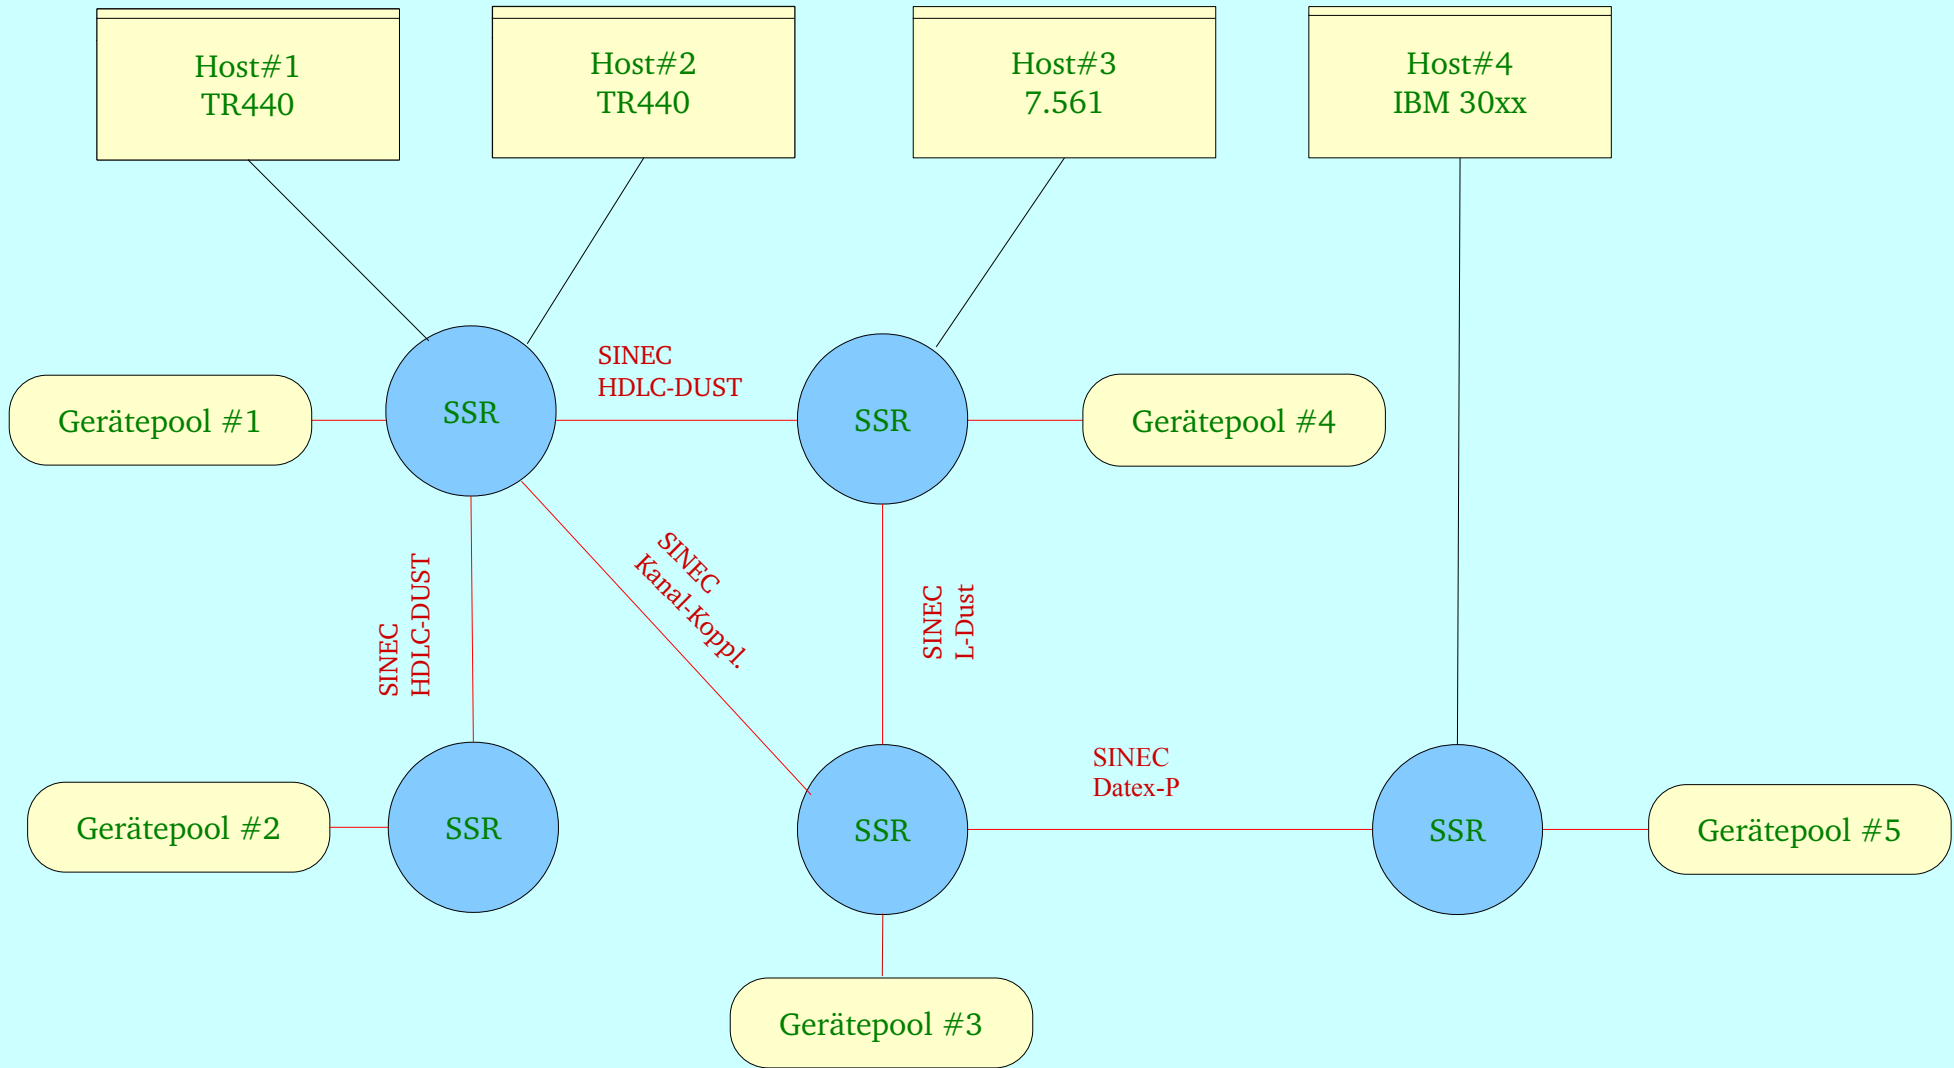 Host#1
TR440
Host#2
TR440
Host#3
7.561
Host#4
IBM 30xx
SINEC
HDLC-DUST
Gerätepool #1
SSR
SSR
Gerätepool #4
SINEC
HDLC-DUST
SINEC
Kanal-Koppl.
SINEC
L-Dust
SINEC
Datex-P
Gerätepool #2
SSR
SSR
SSR
Gerätepool #5
Gerätepool #3